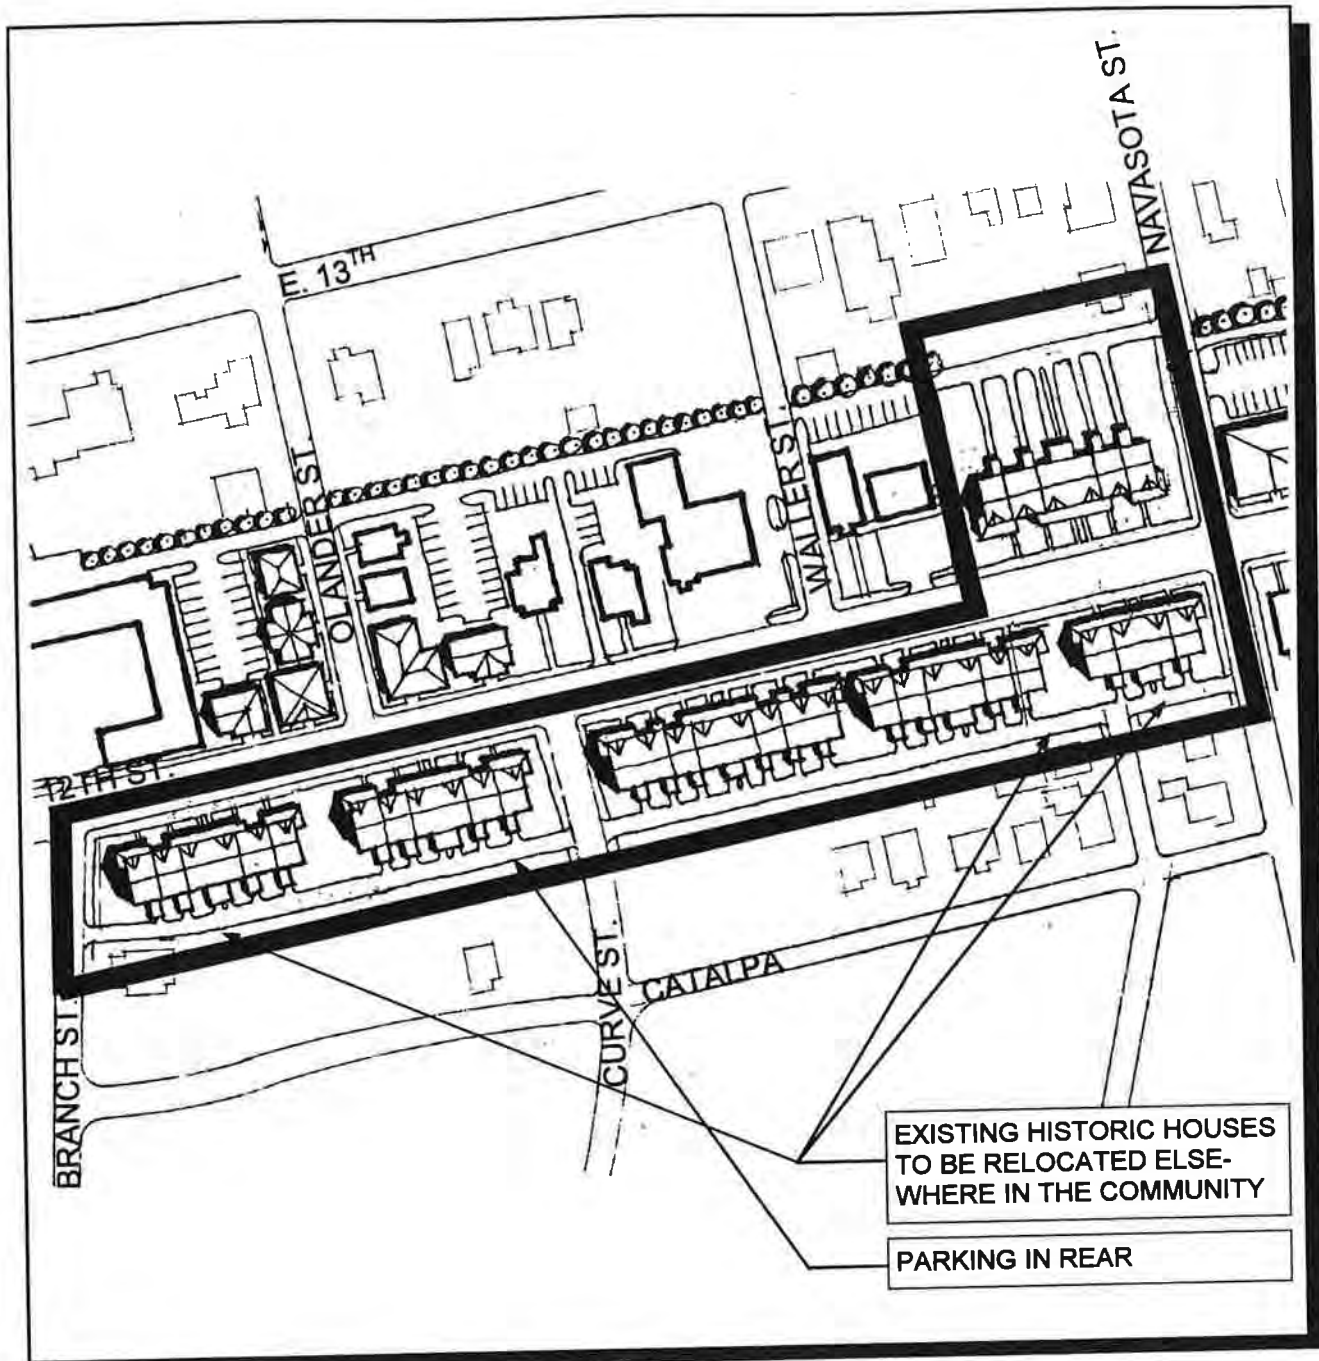 NAVASOTA ST.
E. 13TH
OLANDER ST.
WALLER ST.
12TH ST.
BRANCH ST.
CURVE ST.
CATALPA
EXISTING HISTORIC HOUSES
TO BE RELOCATED ELSE-
WHERE IN THE COMMUNITY
PARKING IN REAR